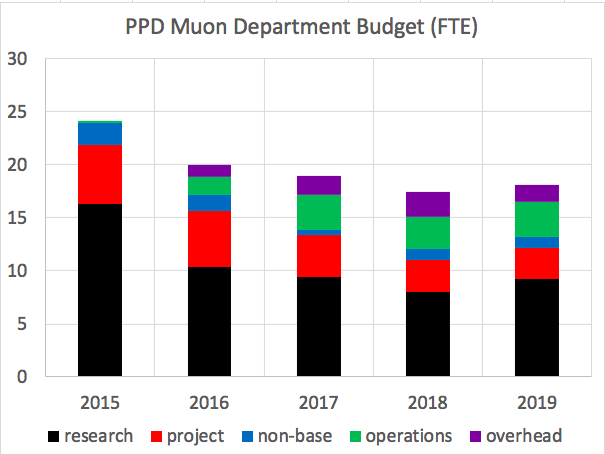 PPD Muon Department Budget (FTE)
30
25
20
15
10
5
0
2015 2016 2017 2018 2019
research project non-base operations overhead